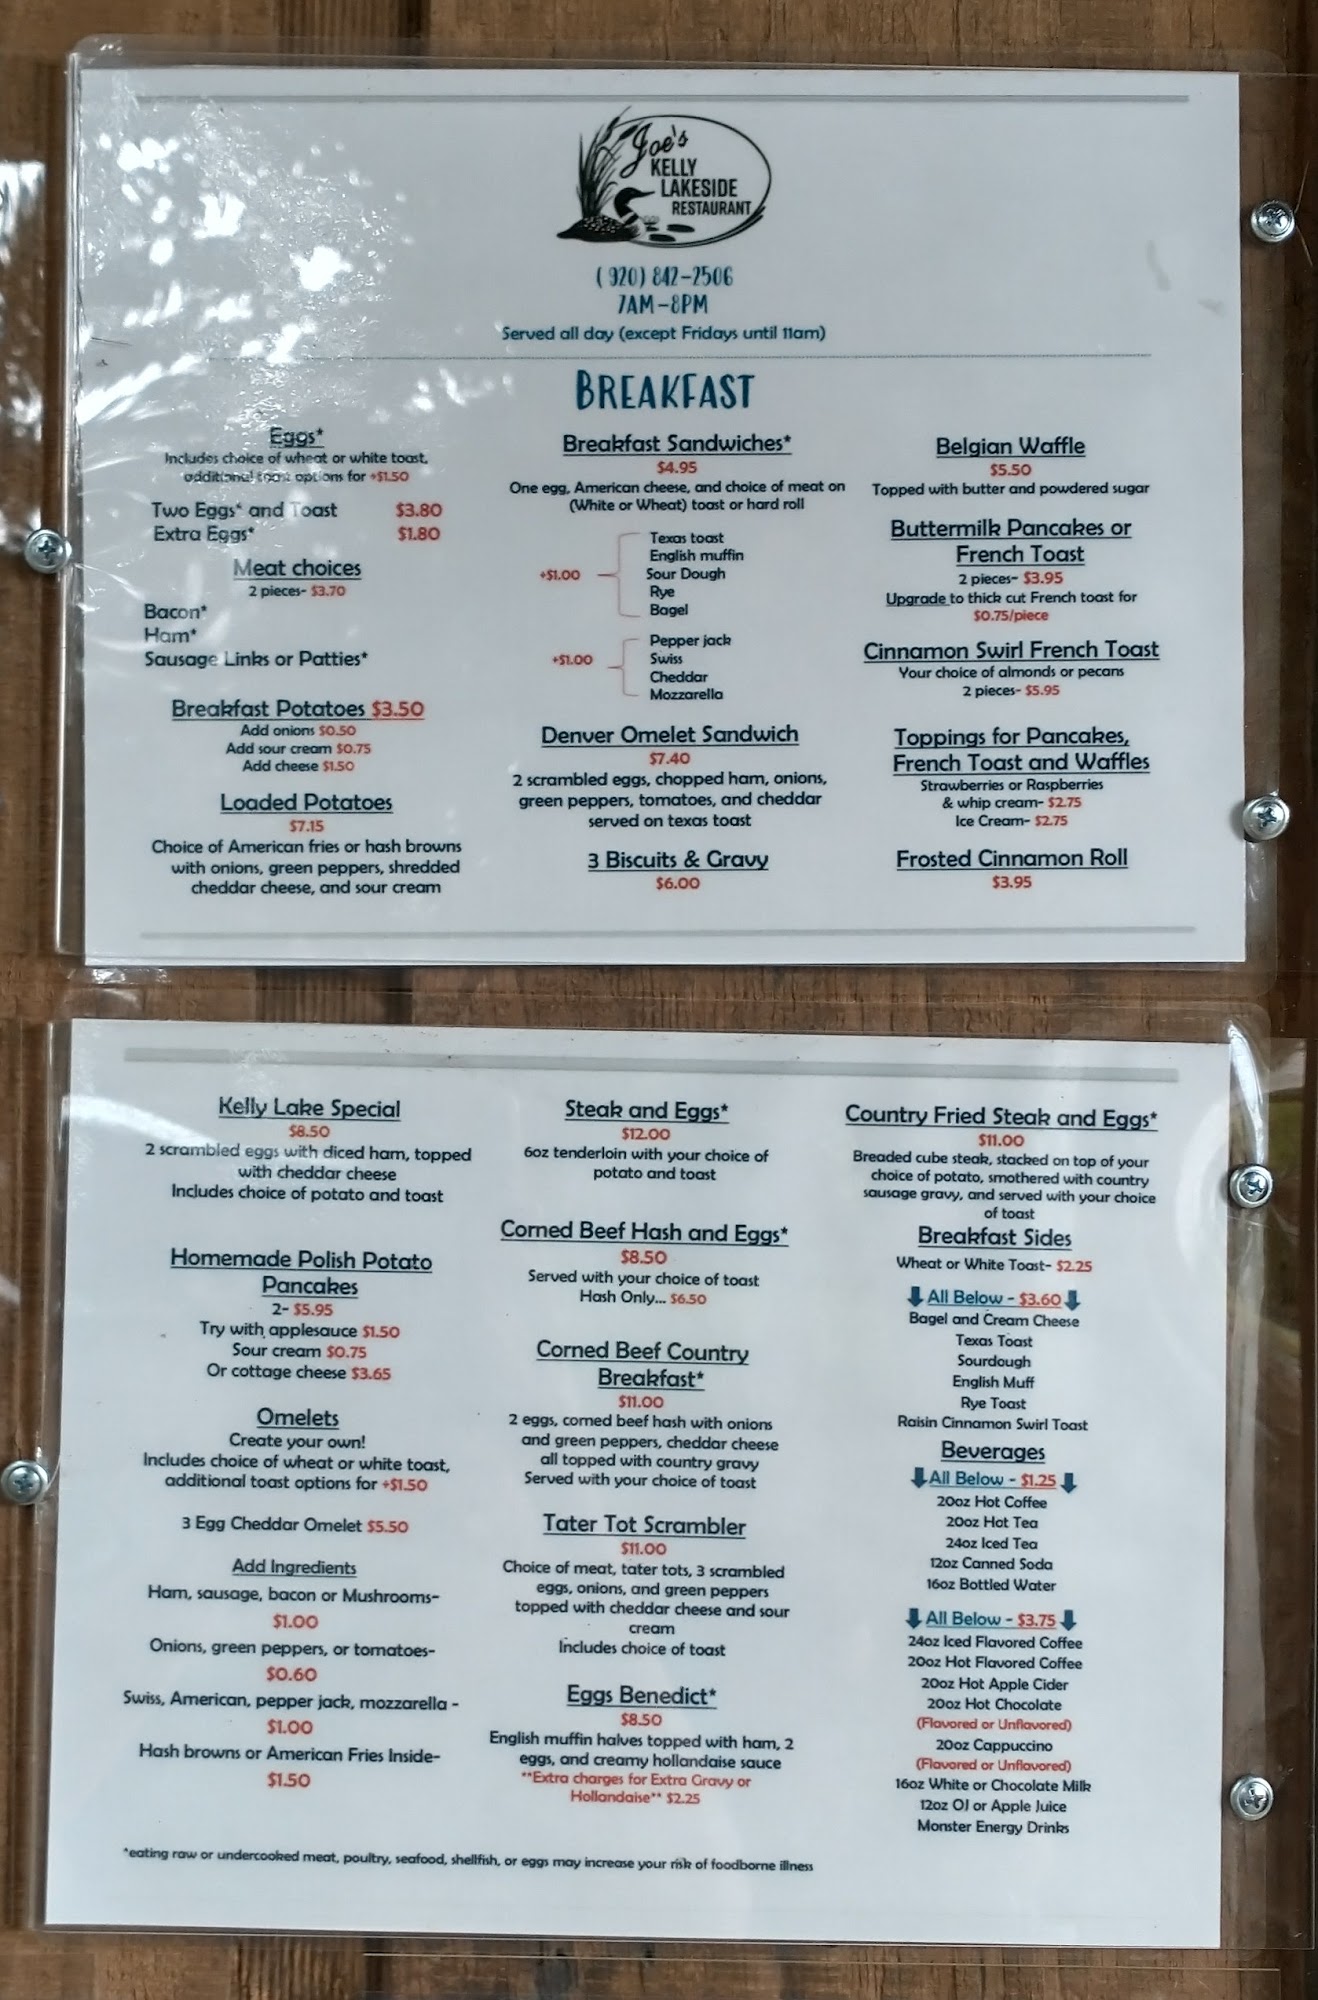 Joe's
KELLY
LAKESIDE
RESTAURANT
(920) 842-2506
7AM-8PM
Served all day (except Fridays until 11am)
BREAKFAST
Eggs*
Includes choice of wheat or white toast,
additional toast options for +$1.50
Two Eggs* and Toast $3.80
Extra Eggs* $1.80
Meat choices
2 pieces- $3.70
Bacon*
Ham*
Sausage Links or Patties*
Breakfast Potatoes $3.50
Add onions $0.50
Add sour cream $0.75
Add cheese $1.50
Loaded Potatoes
$7.15
Choice of American fries or hash browns
with onions, green peppers, shredded
cheddar cheese, and sour cream
Breakfast Sandwiches*
$4.95
One egg, American cheese, and choice of meat on
(White or Wheat) toast or hard roll
+$1.00
Texas toast
English muffin
Sour Dough
Rye
Bagel
+$1.00
Pepper jack
Swiss
Cheddar
Mozzarella
Denver Omelet Sandwich
$7.40
2 scrambled eggs, chopped ham, onions,
green peppers, tomatoes, and cheddar
served on texas toast
3 Biscuits & Gravy
$6.00
Belgian Waffle
$5.50
Topped with butter and powdered sugar
Buttermilk Pancakes or
French Toast
2 pieces- $3.95
Upgrade to thick cut French toast for
$0.75/piece
Cinnamon Swirl French Toast
Your choice of almonds or pecans
2 pieces- $5.95
Toppings for Pancakes,
French Toast and Waffles
Strawberries or Raspberries
& whip cream- $2.75
Ice Cream- $2.75
Frosted Cinnamon Roll
$3.95
Kelly Lake Special
$8.50
2 scrambled eggs with diced ham, topped
with cheddar cheese
Includes choice of potato and toast
Homemade Polish Potato
Pancakes
2- $5.95
Try with applesauce $1.50
Sour cream $0.75
Or cottage cheese $3.65
Omelets
Create your own!
Includes choice of wheat or white toast,
additional toast options for +$1.50
3 Egg Cheddar Omelet $5.50
Add Ingredients
Ham, sausage, bacon or Mushrooms-
$1.00
Onions, green peppers, or tomatoes-
$0.60
Swiss, American, pepper jack, mozzarella -
$1.00
Hash browns or American Fries Inside-
$1.50
Steak and Eggs*
$12.00
6oz tenderloin with your choice of
potato and toast
Corned Beef Hash and Eggs*
$8.50
Served with your choice of toast
Hash Only... $6.50
Corned Beef Country
Breakfast*
$11.00
2 eggs, corned beef hash with onions
and green peppers, cheddar cheese
all topped with country gravy
Served with your choice of toast
Tater Tot Scrambler
$11.00
Choice of meat, tater tots, 3 scrambled
eggs, onions, and green peppers
topped with cheddar cheese and sour
cream
Includes choice of toast
Eggs Benedict*
$8.50
English muffin halves topped with ham, 2
eggs, and creamy hollandaise sauce
**Extra charges for Extra Gravy or
Hollandaise** $2.25
Country Fried Steak and Eggs*
$11.00
Breaded cube steak, stacked on top of your
choice of potato, smothered with country
sausage gravy, and served with your choice
of toast
Breakfast Sides
Wheat or White Toast- $2.25
All Below - $3.60
Bagel and Cream Cheese
Texas Toast
Sourdough
English Muff
Rye Toast
Raisin Cinnamon Swirl Toast
Beverages
All Below - $1.25
20oz Hot Coffee
20oz Hot Tea
24oz Iced Tea
12oz Canned Soda
16oz Bottled Water
All Below - $3.75
24oz Iced Flavored Coffee
20oz Hot Flavored Coffee
20oz Hot Apple Cider
20oz Hot Chocolate
(Flavored or Unflavored)
20oz Cappuccino
(Flavored or Unflavored)
16oz White or Chocolate Milk
12oz OJ or Apple Juice
Monster Energy Drinks
*eating raw or undercooked meat, poultry, seafood, shellfish, or eggs may increase your risk of foodborne illness